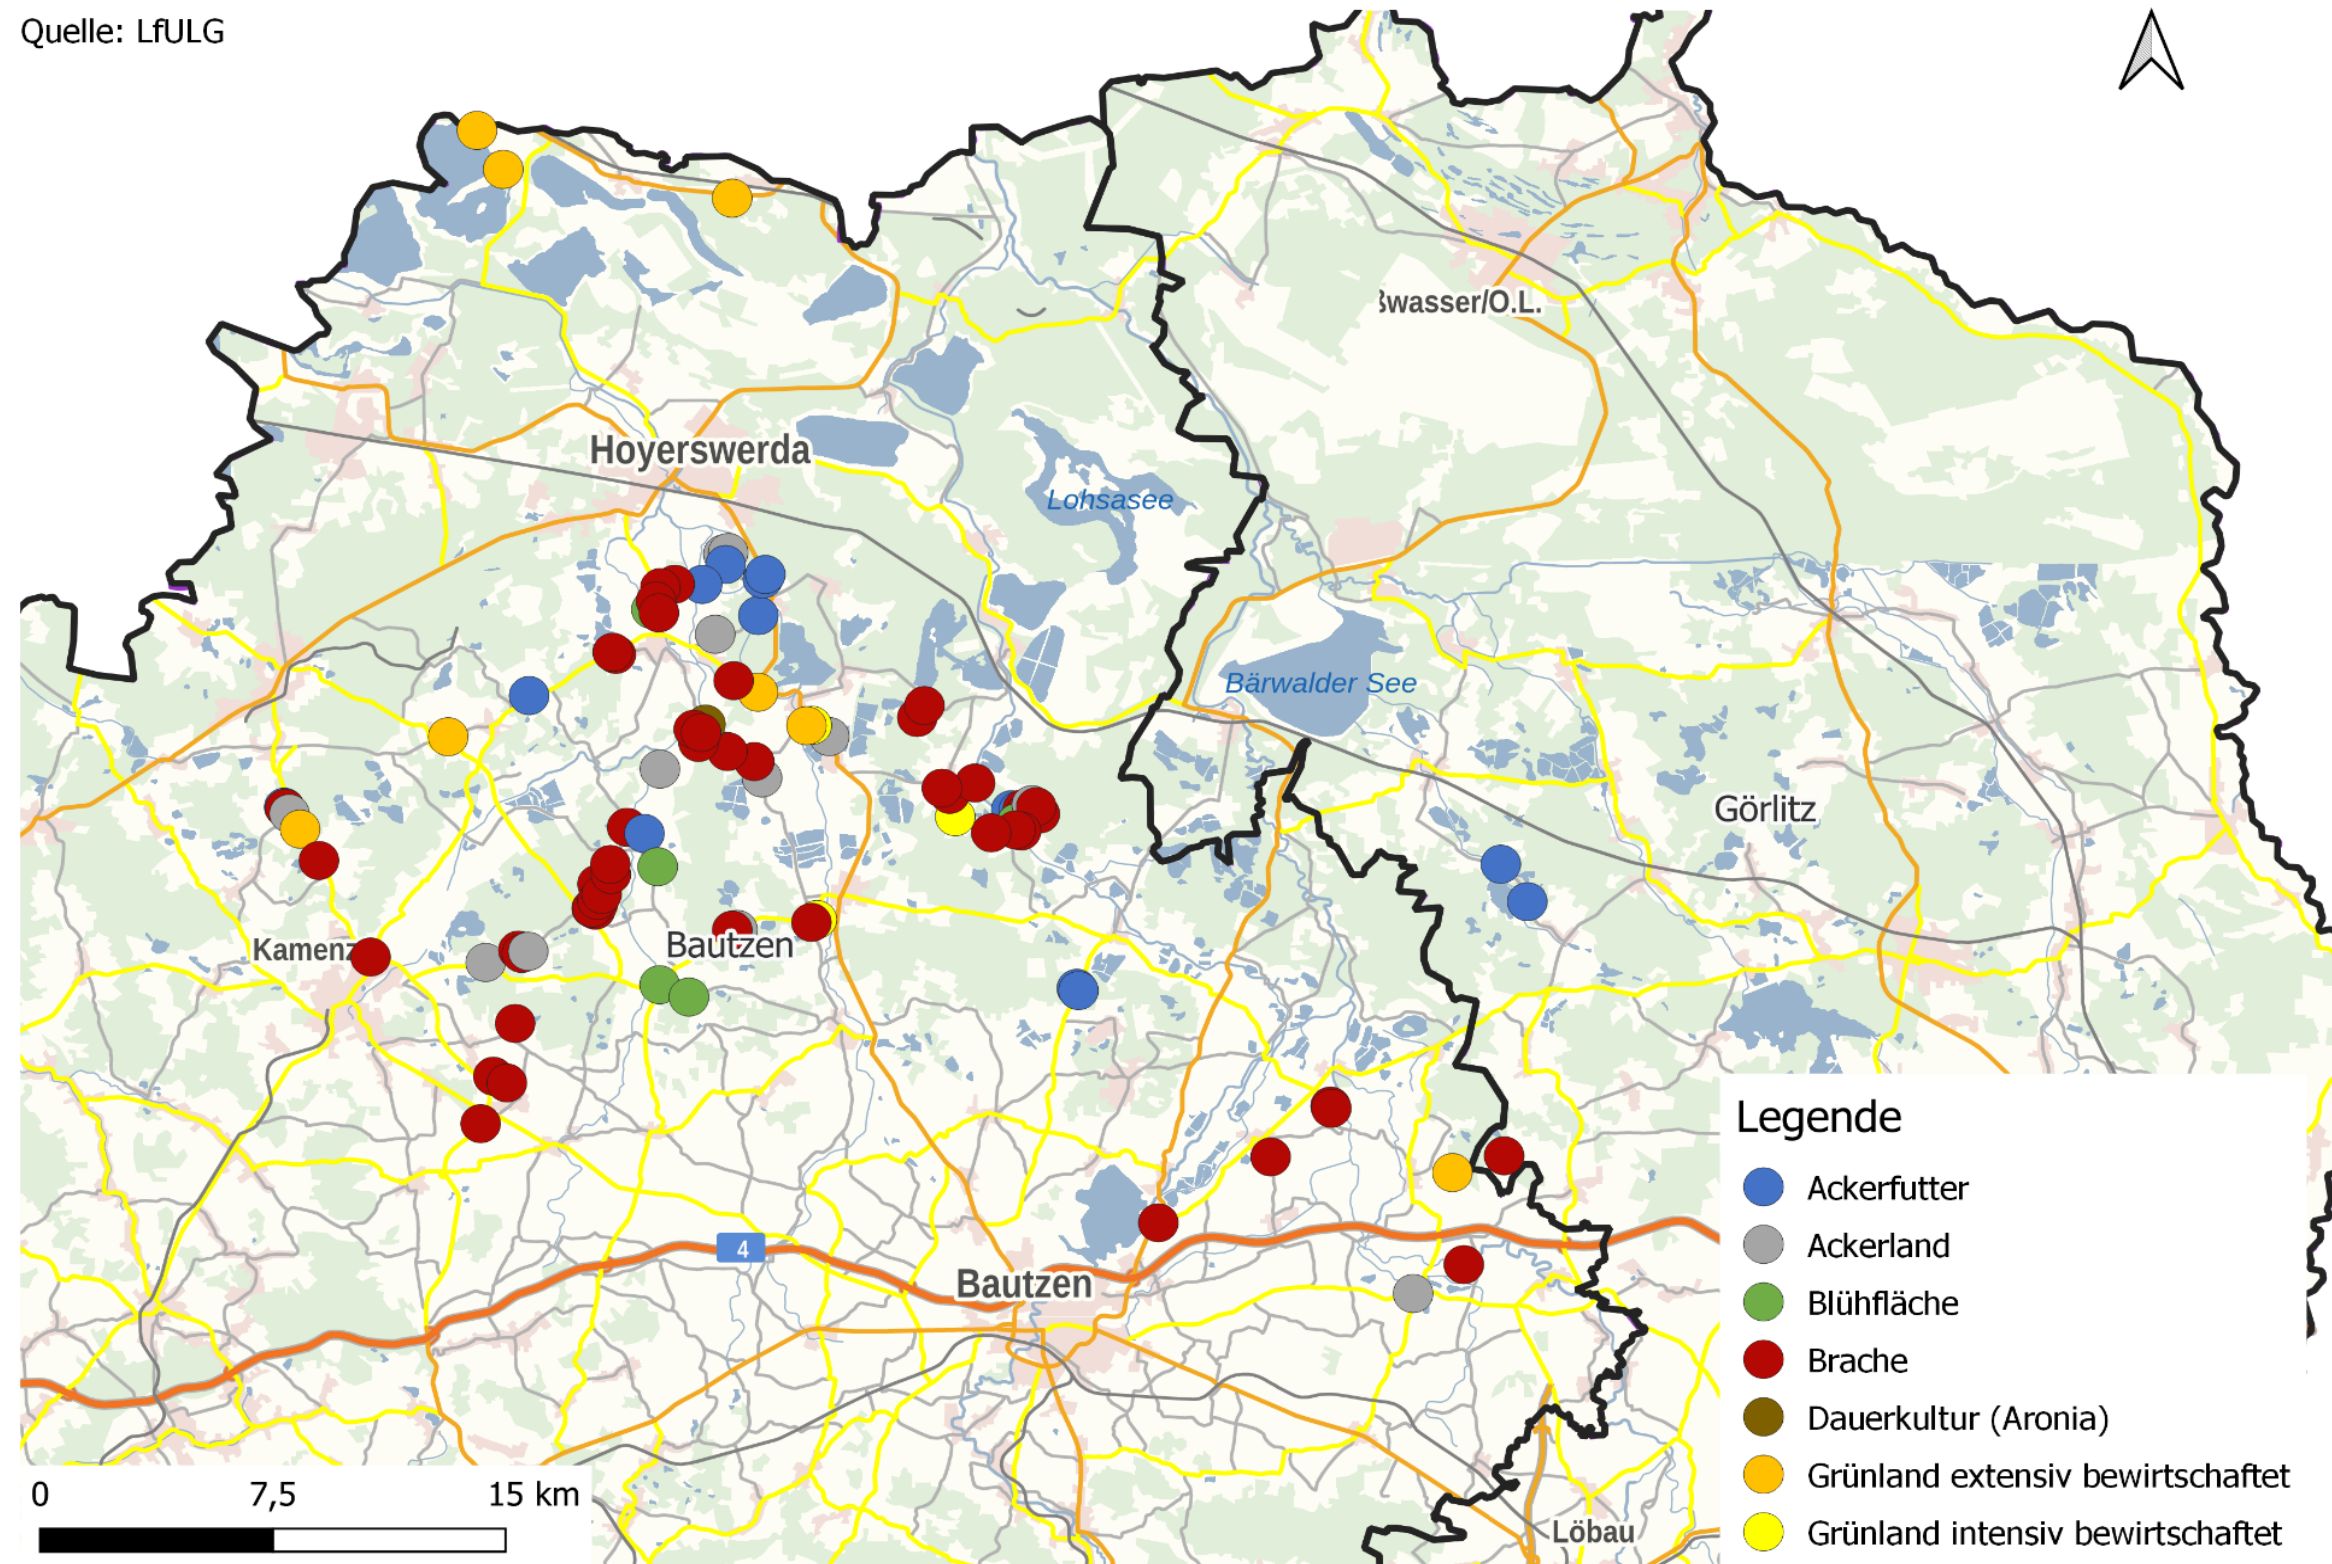 Quelle: LfULG
ßwasser/O.L.
Hoyerswerda
Lohsasee
Bärwalder See
Görlitz
Kamenz
Bautzen
4
Bautzen
Löbau
0 7,5 15 km
Legende
Ackerfutter
Ackerland
Blühfläche
Brache
Dauerkultur (Aronia)
Grünland extensiv bewirtschaftet
Grünland intensiv bewirtschaftet